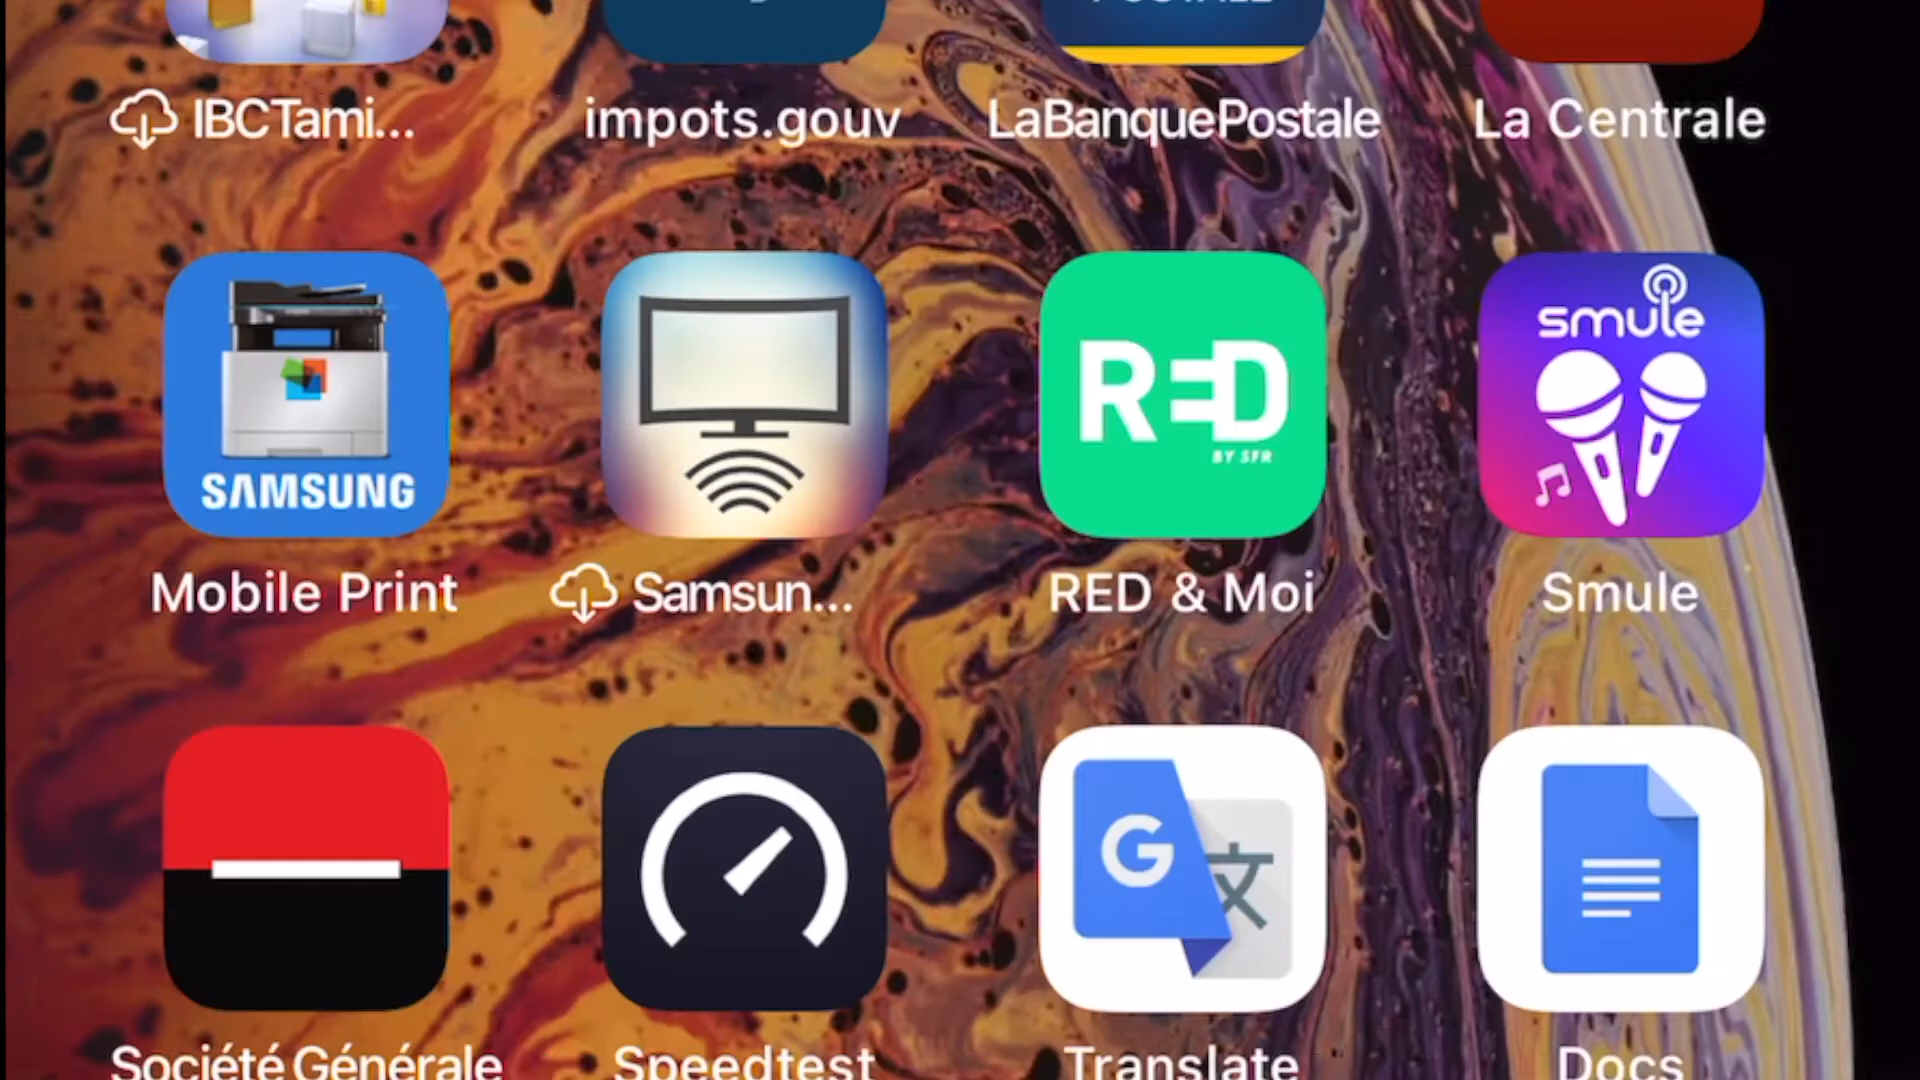 IBCTami...
impots.gouv
LaBanquePostale
La Centrale
SAMSUNG
RED
BY SFR
smule
Mobile Print
Samsun...
RED & Moi
Smule
G
文
Société Générale
Speedtest
Translate
Docs